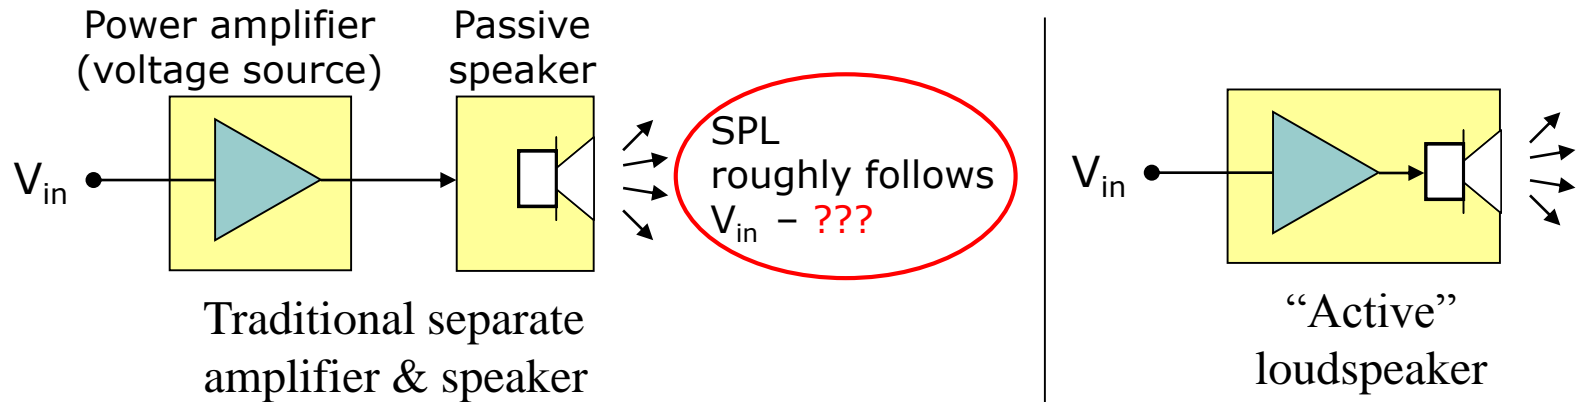 Power amplifier
(voltage source)
Passive
speaker
Vin
SPL
roughly follows
Vin – ???
Traditional separate
amplifier & speaker
Vin
“Active”
loudspeaker